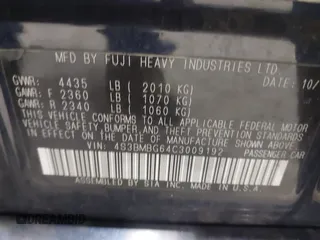 MFD BY FUJI HEAVY INDUSTRIES LTD.
GVWR: 4435 LB (2010 KG) DATE: 10/
GAWR: F 2360 LB (1070 KG)
GAWR: R 2340 LB (1060 KG)
THIS VEHICLE CONFORMS TO ALL APPLICABLE FEDERAL MOTOR
VEHICLE SAFETY, BUMPER, AND THEFT PREVENTION STANDARDS
IN EFFECT ON THE DATE OF MANUFACTURE SHOWN ABOVE.
VIN: 4S3BMBG64C3009192 PASSENGER CAR
ASSEMBLED BY SIA, INC. MADE IN U.S.A.
©DREAMBID